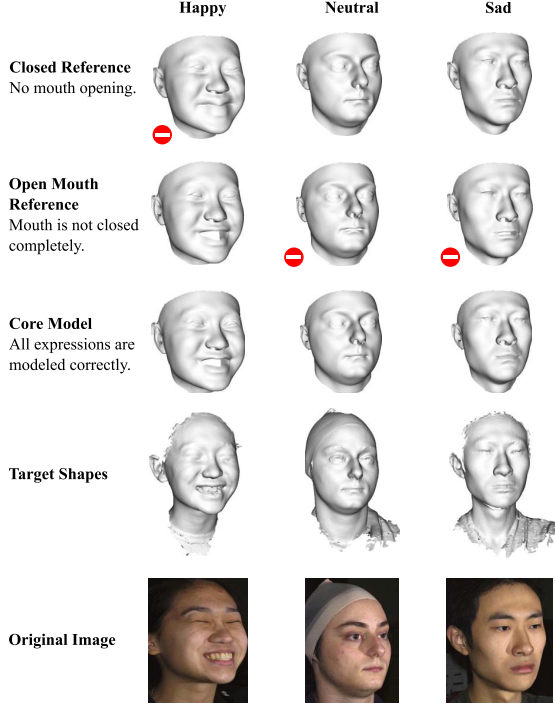 Happy
Neutral
Sad
Closed Reference
No mouth opening.
Open Mouth
Reference
Mouth is not closed
completely.
Core Model
All expressions are
modeled correctly.
Target Shapes
Original Image